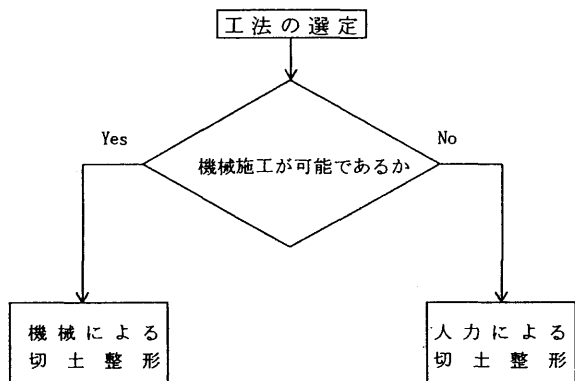 工法の選定
Yes
No
機械施工が可能であるか
機械による
切土整形
人力による
切土整形